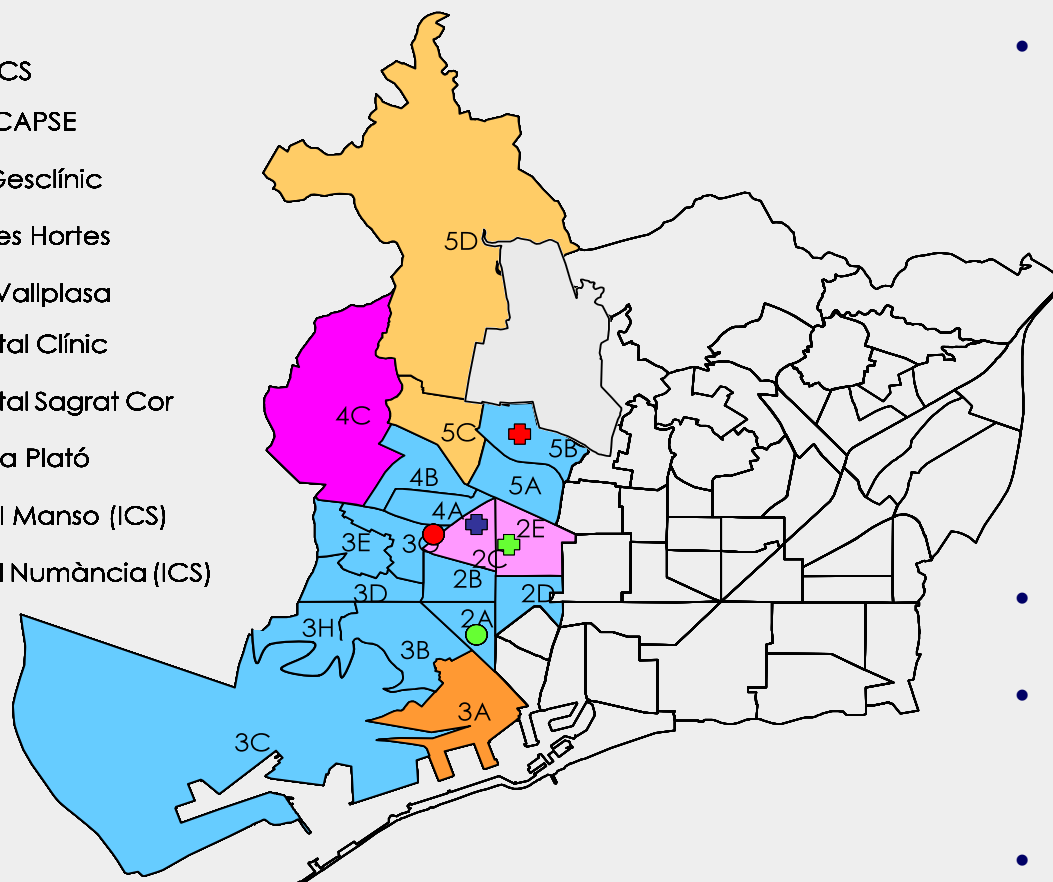 CS
CAPSE
Gesclínic
es Hortes
Vallplasa
tal Clínic
tal Sagrat Cor
a Plató
l Manso (ICS)
l Numància (ICS)
5D
4C
5C
5B
4B
5A
4A
2E
3E
3G
2C
2B
3D
2D
2A
3H
3B
3A
3C